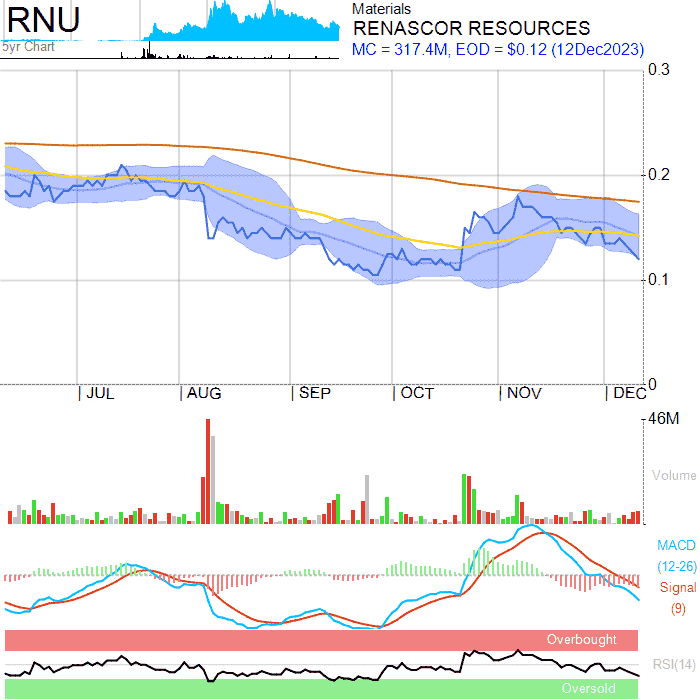 RNU
5yr Chart
Materials
RENASCOR RESOURCES
MC = 317.4M, EOD = $0.12 (12Dec2023)
0.3
0.2
0.1
0
| JUL | AUG | SEP | OCT | NOV | DEC
46M
Volume
MACD
(12-26)
Signal
(9)
Overbought
RSI(14)
Oversold